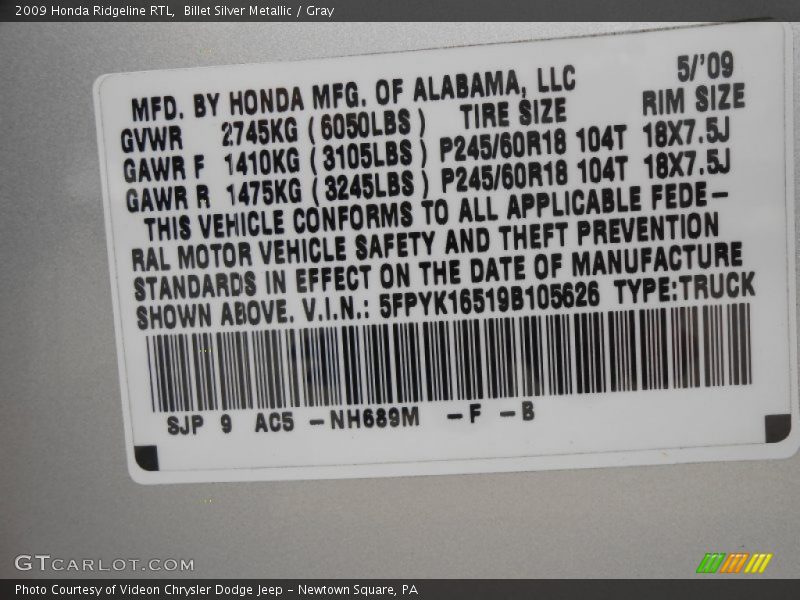 2009 Honda Ridgeline RTL,  Billet Silver Metallic / Gray
MFD. BY HONDA MFG. OF ALABAMA, LLC 5/'09
GVWR 2745KG (6050LBS) TIRE SIZE RIM SIZE
GAWR F 1410KG (3105LBS) P245/60R18 104T 18X7.5J
GAWR R 1475KG (3245LBS) P245/60R18 104T 18X7.5J
THIS VEHICLE CONFORMS TO ALL APPLICABLE FEDE-
RAL MOTOR VEHICLE SAFETY AND THEFT PREVENTION
STANDARDS IN EFFECT ON THE DATE OF MANUFACTURE
SHOWN ABOVE. V.I.N.: 5FPYK16519B105626 TYPE:TRUCK
SJP 9 AC5 -NH689M -F -B
GTCARLOT.COM
Photo Courtesy of Videon Chrysler Dodge Jeep - Newtown Square, PA